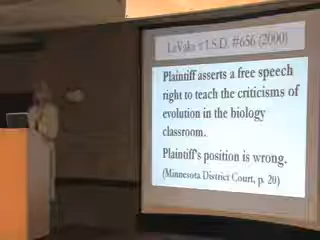 LeVake v I.S.D. #656 (2000)
Plaintiff asserts a free speech
right to teach the criticisms of
evolution in the biology
classroom.
Plaintiff's position is wrong.
(Minnesota District Court, p. 20)